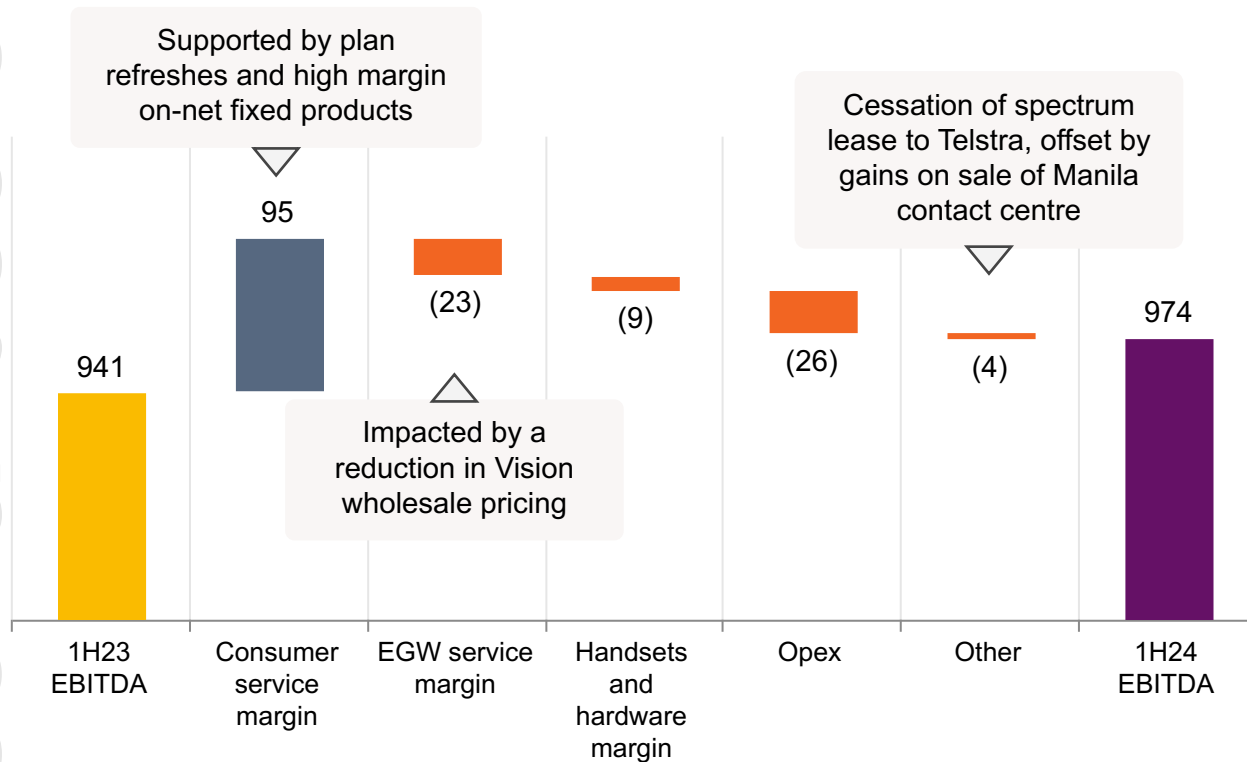 Supported by plan
refreshes and high margin
on-net fixed products
Cessation of spectrum
lease to Telstra, offset by
gains on sale of Manila
contact centre
95
(23)
(9)
(26)
(4)
974
941
Impacted by a
reduction in Vision
wholesale pricing
1H23
EBITDA
Consumer
service
margin
EGW service
margin
Handsets
and
hardware
margin
Opex
Other
1H24
EBITDA